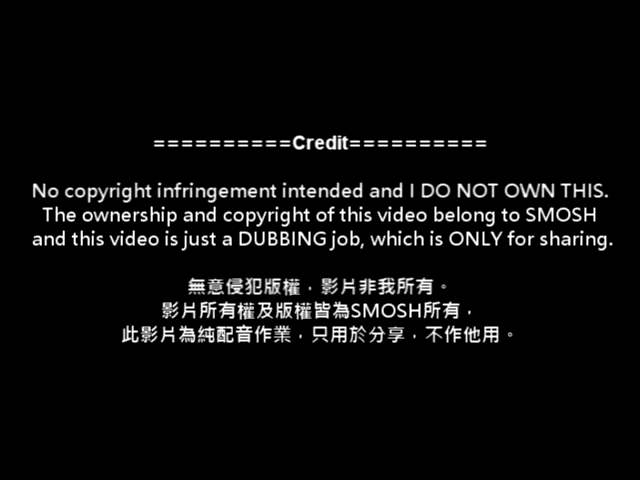 ==========Credit==========
No copyright infringement intended and I DO NOT OWN THIS.
The ownership and copyright of this video belong to SMOSH
and this video is just a DUBBING job, which is ONLY for sharing.
無意侵犯版權，影片非我所有。
影片所有權及版權皆為SMOSH所有，
此影片為純配音作業，只用於分享，不作他用。